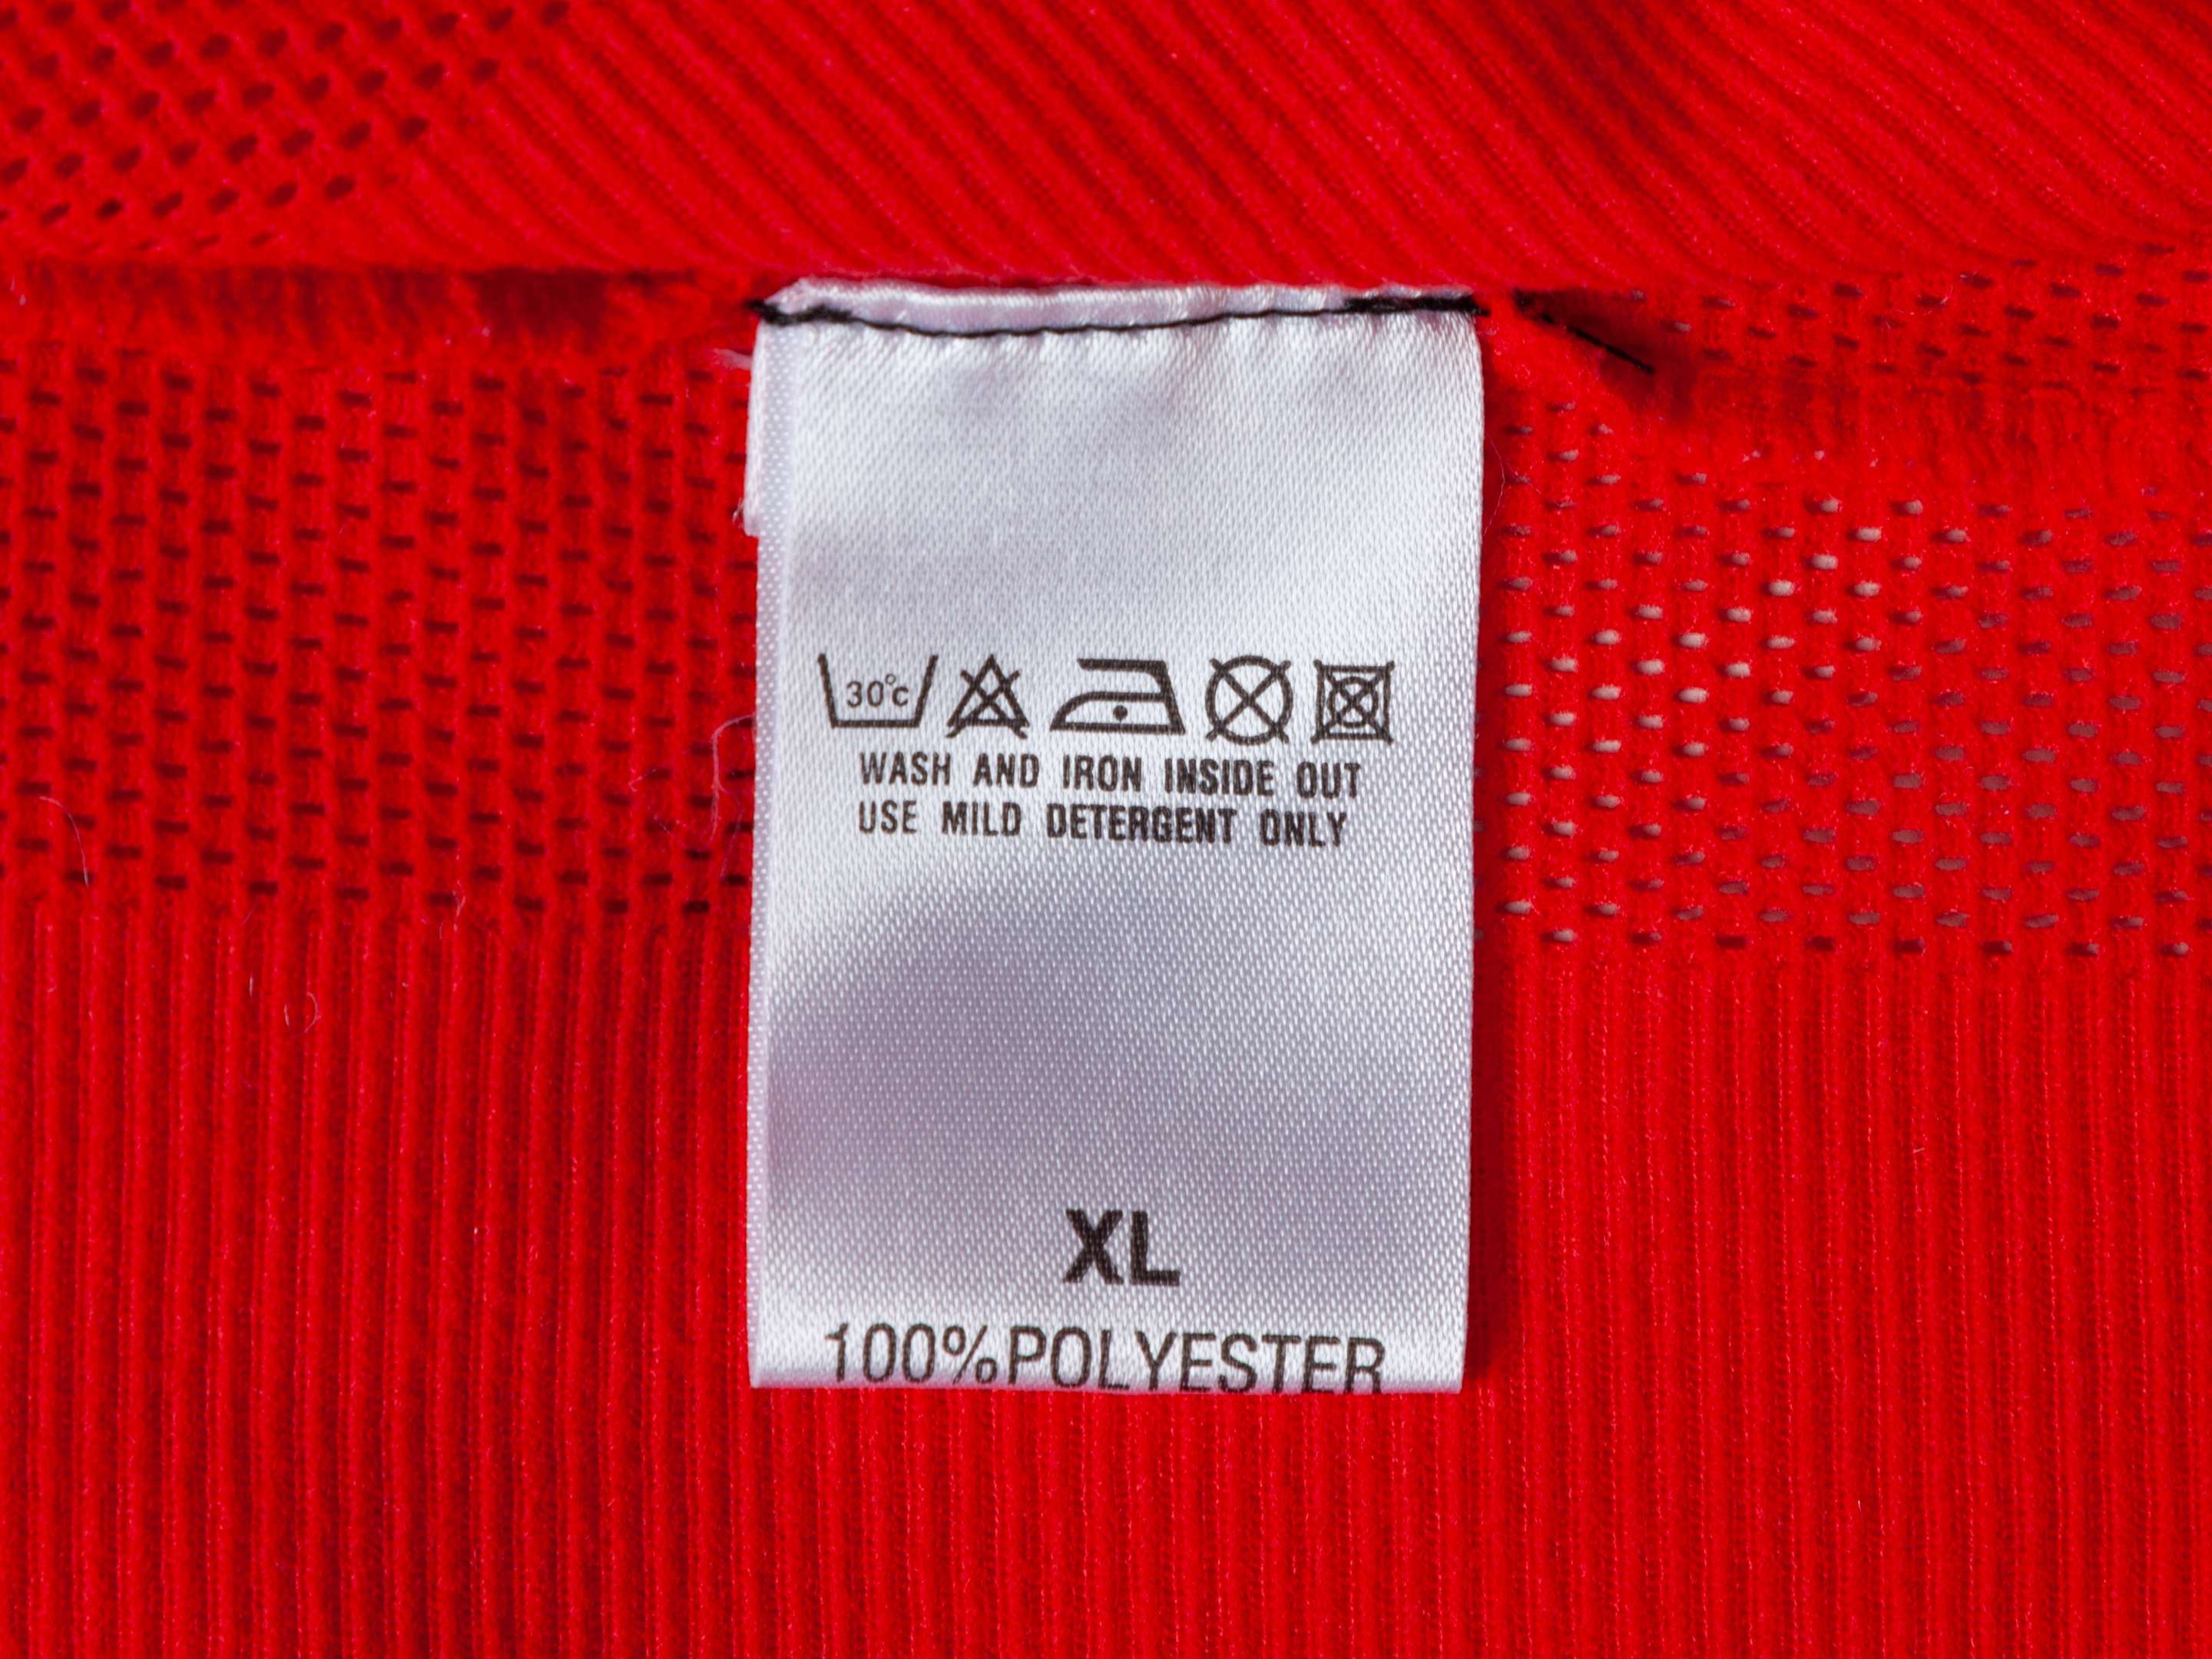 30°c
WASH AND IRON INSIDE OUT
USE MILD DETERGENT ONLY
XL
100%POLYESTER